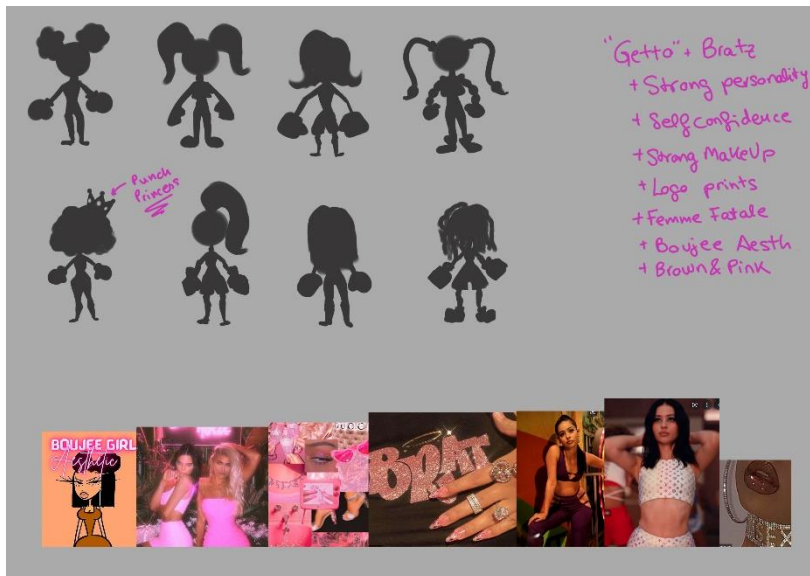 Punch
Princess
"Getto" + Bratz
+ Strong personality
+ Selfconfidence
+ Strong MakeUp
+ Logo prints
+ Femme Fatale
+ Boujee Aesth
+ Brown & Pink
BOUJEE GIRL
Aesthetic
BRAT